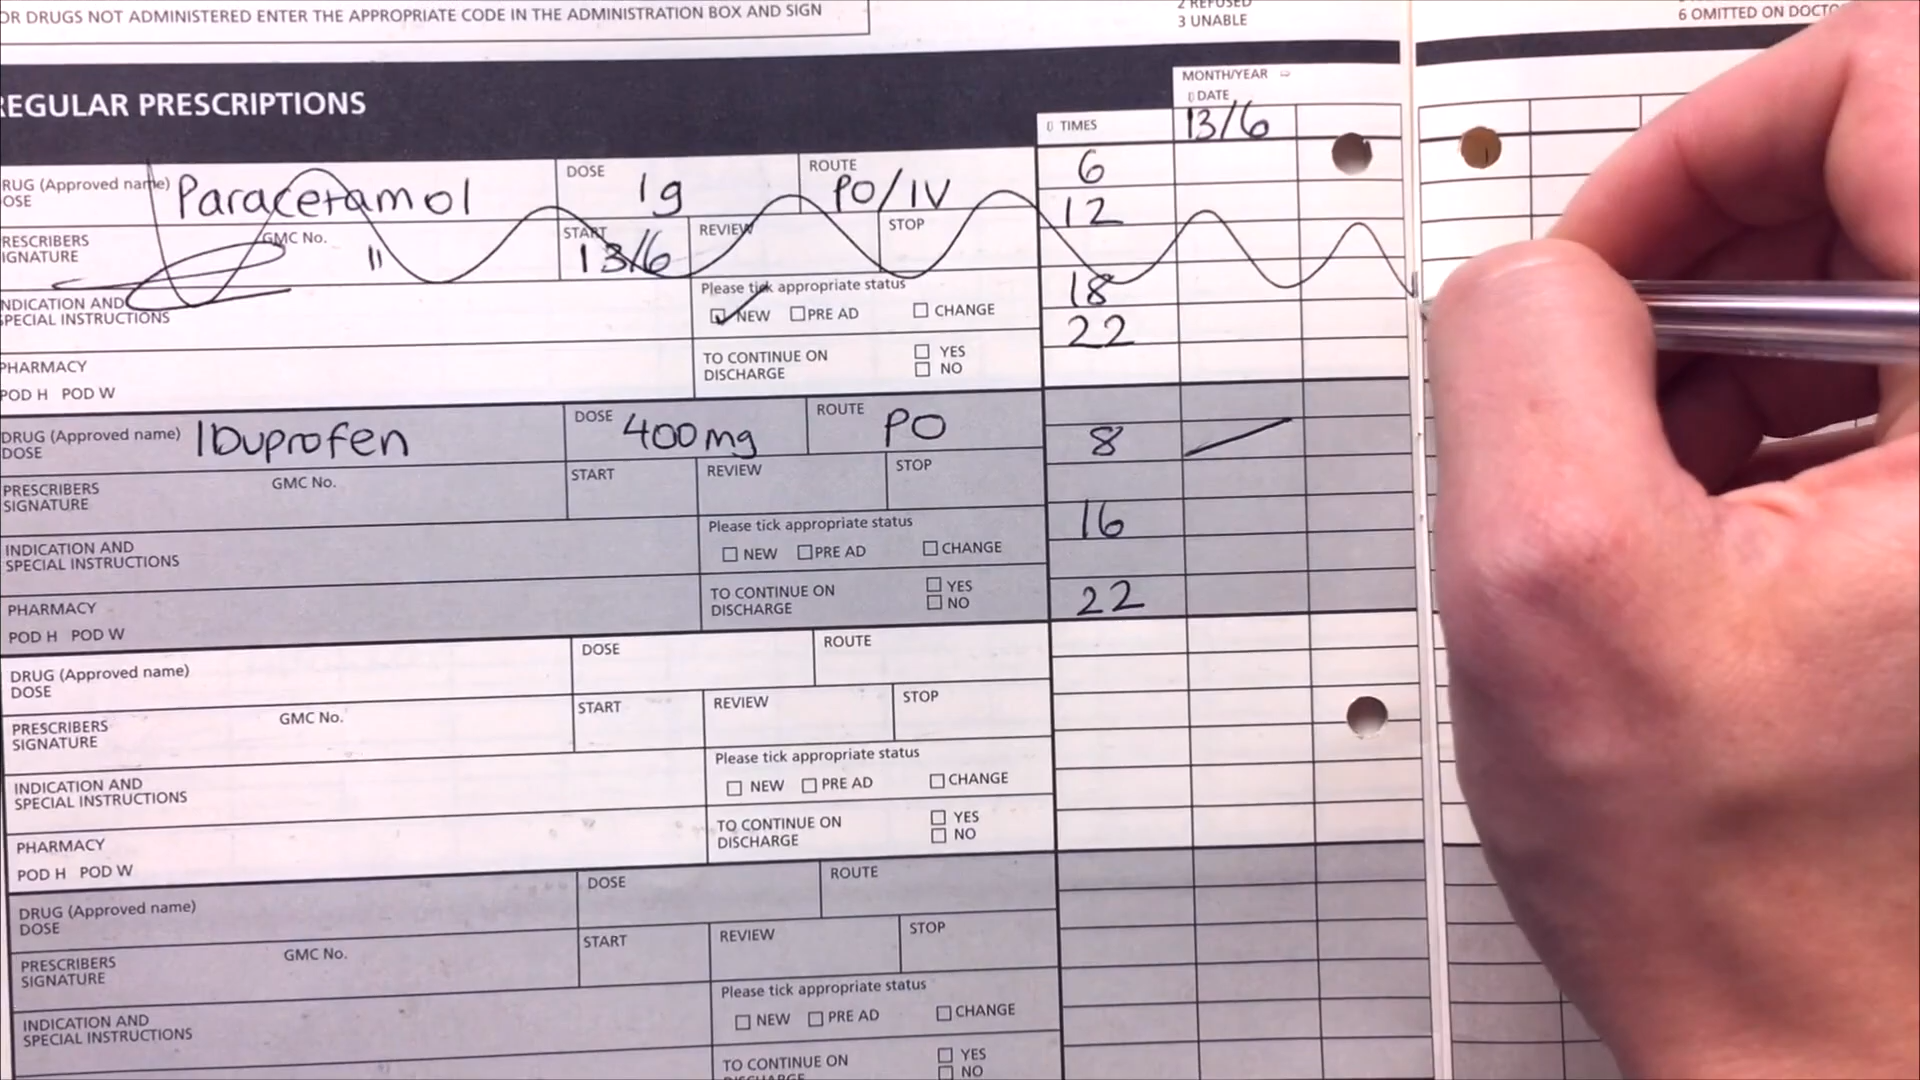 OR DRUGS NOT ADMINISTERED ENTER THE APPROPRIATE CODE IN THE ADMINISTRATION BOX AND SIGN
2 REFUSED
3 UNABLE
6 OMITTED ON
REGULAR PRESCRIPTIONS
MONTH/YEAR
DATE
TIMES
13/6
RUG (Approved name)
OSE
Paracetamol
DOSE
1g
ROUTE
PO/IV
6
12
RESCRIBERS
SIGNATURE
GMC No.
START
13/6
REVIEW
STOP
NDICATION AND
SPECIAL INSTRUCTIONS
Please tick appropriate status
NEW
PRE AD
CHANGE
18
22
PHARMACY
POD H POD W
TO CONTINUE ON
DISCHARGE
YES
NO
DRUG (Approved name)
DOSE
Ibuprofen
DOSE
400mg
ROUTE
PO
8
PRESCRIBERS
SIGNATURE
GMC No.
START
REVIEW
STOP
INDICATION AND
SPECIAL INSTRUCTIONS
Please tick appropriate status
NEW
PRE AD
CHANGE
16
PHARMACY
POD H POD W
TO CONTINUE ON
DISCHARGE
YES
NO
22
DRUG (Approved name)
DOSE
DOSE
ROUTE
PRESCRIBERS
SIGNATURE
GMC No.
START
REVIEW
STOP
INDICATION AND
SPECIAL INSTRUCTIONS
Please tick appropriate status
NEW
PRE AD
CHANGE
PHARMACY
POD H POD W
TO CONTINUE ON
DISCHARGE
YES
NO
DRUG (Approved name)
DOSE
DOSE
ROUTE
PRESCRIBERS
SIGNATURE
GMC No.
START
REVIEW
STOP
INDICATION AND
SPECIAL INSTRUCTIONS
Please tick appropriate status
NEW
PRE AD
CHANGE
TO CONTINUE ON
DISCHARGE
YES
NO